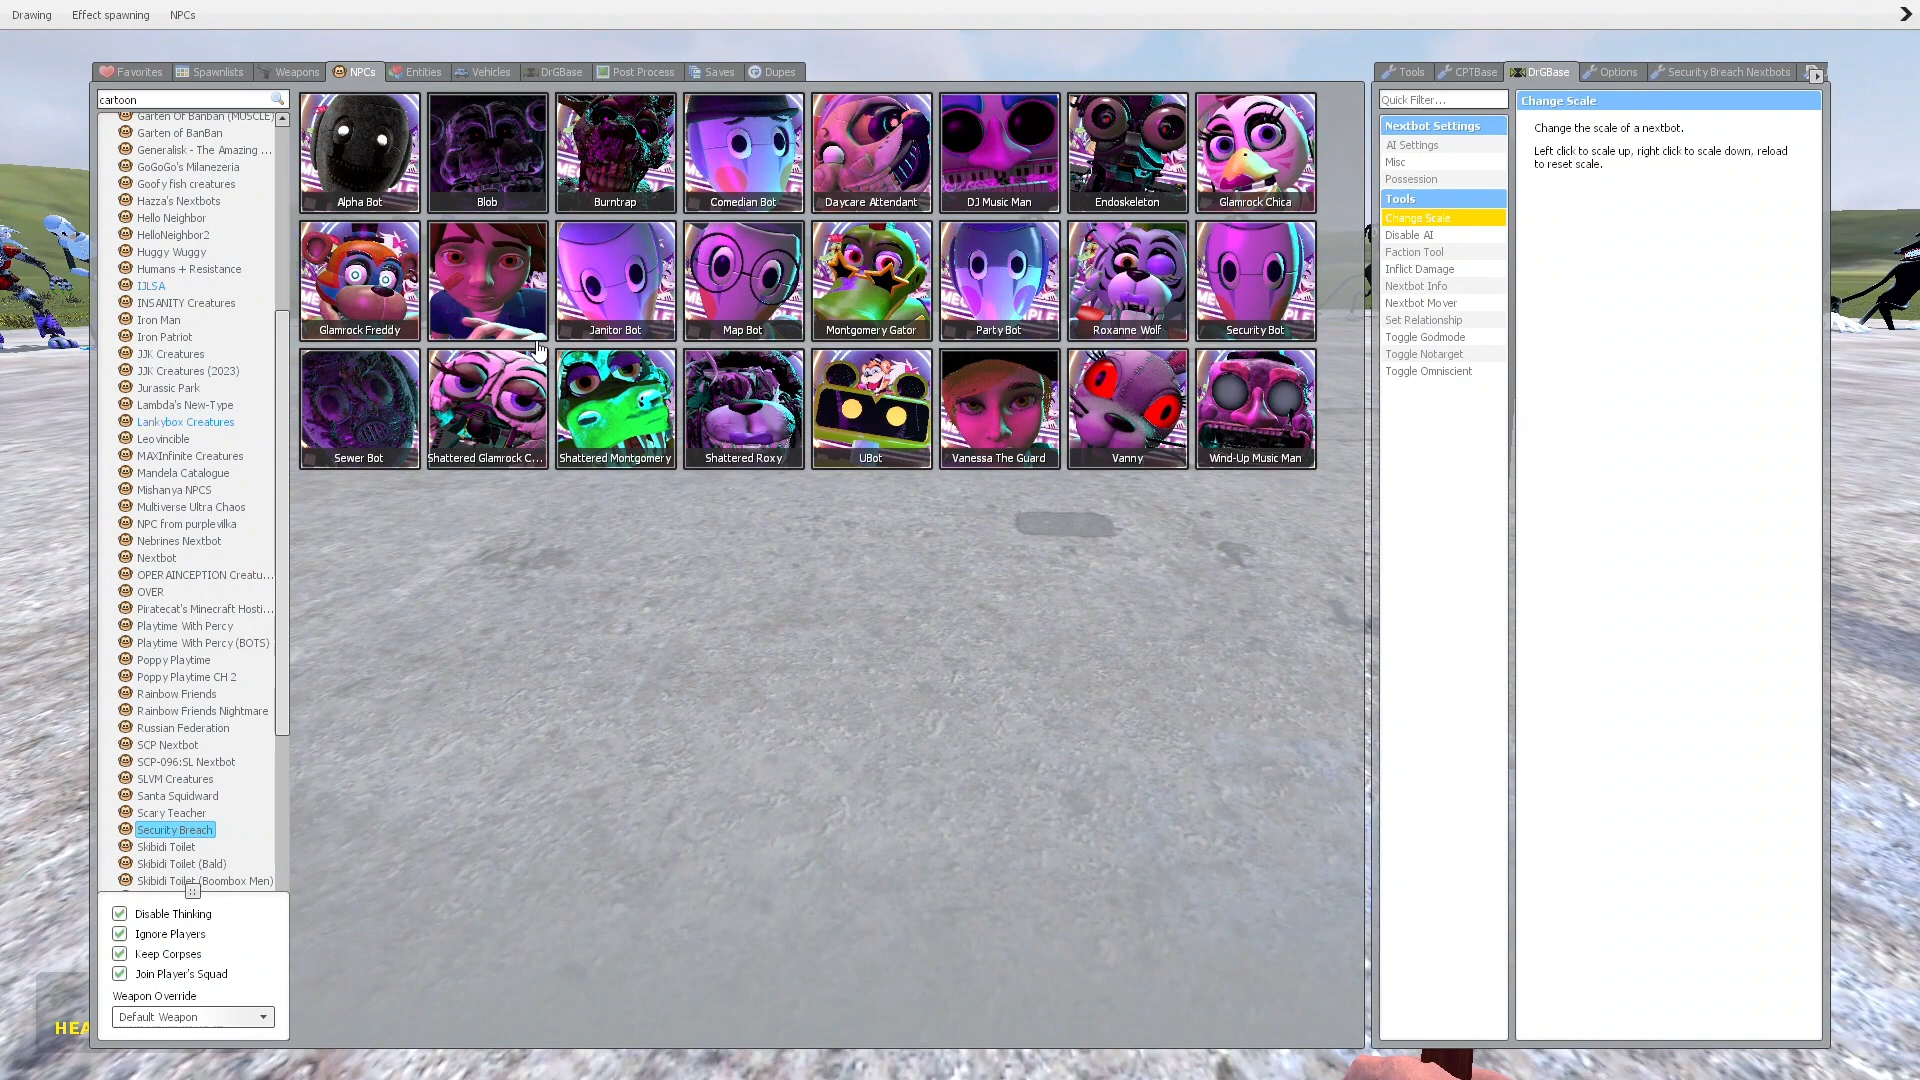 Drawing
Effect spawning
NPCs
Favorites
Spawnlists
Weapons
NPCs
Entities
Vehicles
DrGBase
Post Process
Saves
Dupes
cartoon
Garten Of Banban (MUSCLE)
Garten of BanBan
Generalisk - The Amazing ...
GoGoGo's Milanezeria
Goofy fish creatures
Hazza's Nextbots
Hello Neighbor
HelloNeighbor2
Huggy Wuggy
Humans + Resistance
IJLSA
INSANITY Creatures
Iron Man
Iron Patriot
JJK Creatures
JJK Creatures (2023)
Jurassic Park
Lambda's New-Type
Lankybox Creatures
Leovincible
MAXInfinite Creatures
Mandela Catalogue
Mishanya NPCS
Multiverse Ultra Chaos
NPC from purplevilka
Nebrines Nextbot
Nextbot
OPERAINCEPTION Creatu...
OVER
Piratecat's Minecraft Hosti...
Playtime With Percy
Playtime With Percy (BOTS)
Poppy Playtime
Poppy Playtime CH 2
Rainbow Friends
Rainbow Friends Nightmare
Russian Federation
SCP Nextbot
SCP-096:SL Nextbot
SLVM Creatures
Santa Squidward
Scary Teacher
Security Breach
Skibidi Toilet
Skibidi Toilet (Bald)
Skibidi Toilet (Boombox Men)
Disable Thinking
Ignore Players
Keep Corpses
Join Player's Squad
Weapon Override
Default Weapon
HEA
Alpha Bot
Blob
Burntrap
Comedian Bot
Daycare Attendant
DJ Music Man
Endoskeleton
Glamrock Chica
Glamrock Freddy
Janitor Bot
Map Bot
Montgomery Gator
Party Bot
Roxanne Wolf
Security Bot
Sewer Bot
Shattered Glamrock C...
Shattered Montgomery
Shattered Roxy
UBot
Vanessa The Guard
Vanny
Wind-Up Music Man
Tools
CPTBase
DrGBase
Options
Security Breach Nextbots
Quick Filter...
Nextbot Settings
AI Settings
Misc
Possession
Tools
Change Scale
Disable AI
Faction Tool
Inflict Damage
Nextbot Info
Nextbot Mover
Set Relationship
Toggle Godmode
Toggle Notarget
Toggle Omniscient
Change Scale
Change the scale of a nextbot.
Left click to scale up, right click to scale down, reload
to reset scale.